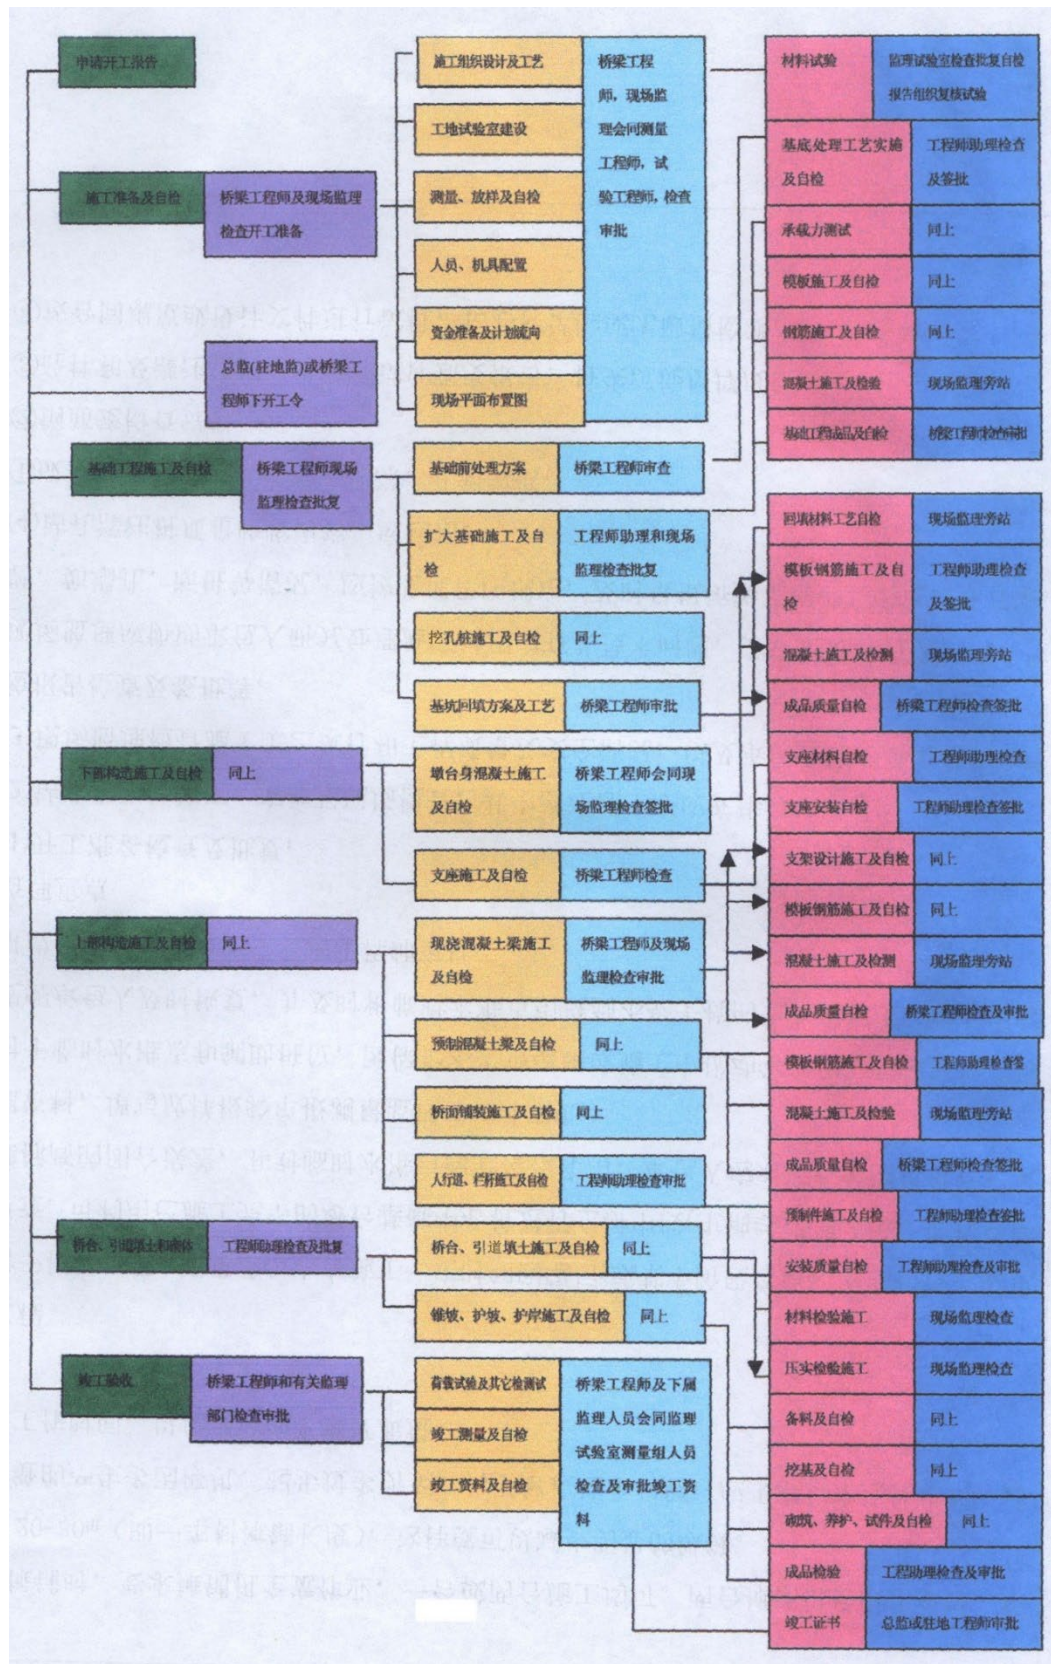 申请开工报告
施工准备及自检
桥梁工程师及现场监理
检查开工准备
总监(驻地监)或桥梁工
程师下开工令
基础工程施工及自检
桥梁工程师现场
监理检查批复
下部构造施工及自检
同上
上部构造施工及自检
同上
桥台、引道填土和砌体
工程师助理检查及批复
竣工验收
桥梁工程师和有关监理
部门检查审批
施工组织设计及工艺
工地试验室建设
测量、放样及自检
人员、机具配置
资金准备及计划流向
现场平面布置图
桥梁工程
师，现场监
理会同测量
工程师，试
验工程师，检查
审批
基础前处理方案
桥梁工程师审查
扩大基础施工及自
检
工程师助理和现场
监理检查批复
挖孔桩施工及自检
同上
基坑回填方案及工艺
桥梁工程师审批
墩台身混凝土施工
及自检
桥梁工程师会同现
场监理检查签批
支座施工及自检
桥梁工程师检查
现浇混凝土梁施工
及自检
桥梁工程师及现场
监理检查审批
预制混凝土梁及自检
同上
桥面铺装施工及自检
同上
人行道、栏杆施工及自检
工程师助理检查审批
桥台、引道填土施工及自检
同上
锥坡、护坡、护岸施工及自检
同上
荷载试验及其它检测试
竣工测量及自检
竣工资料及自检
桥梁工程师及下属
监理人员会同监理
试验室测量组人员
检查及审批竣工资
料
材料试验
监理试验室检查批复自检
报告组织复核试验
基底处理工艺实施
及自检
工程师助理检查
及签批
承载力测试
同上
模板施工及自检
同上
钢筋施工及自检
同上
混凝土施工及检验
现场监理旁站
基础工程成品及自检
桥梁工程师检查审批
回填材料工艺自检
现场监理旁站
模板钢筋施工及自
检
工程师助理检查
及签批
混凝土施工及检测
现场监理旁站
成品质量自检
桥梁工程师检查签批
支座材料自检
工程师助理检查
支座安装自检
工程师助理检查签批
支架设计施工及自检
同上
模板钢筋施工及自检
同上
混凝土施工及检测
现场监理旁站
成品质量自检
桥梁工程师检查及审批
模板钢筋施工及自检
工程师助理检查签
混凝土施工及检验
现场监理旁站
成品质量自检
桥梁工程师检查签批
预制件施工及自检
工程师助理检查签批
安装质量自检
工程师助理检查及审批
材料检验施工
现场监理检查
压实检验施工
现场监理检查
备料及自检
同上
挖基及自检
同上
砌筑、养护、试件及自检
同上
成品检验
工程助理检查及审批
竣工证书
总监或驻地工程师审批